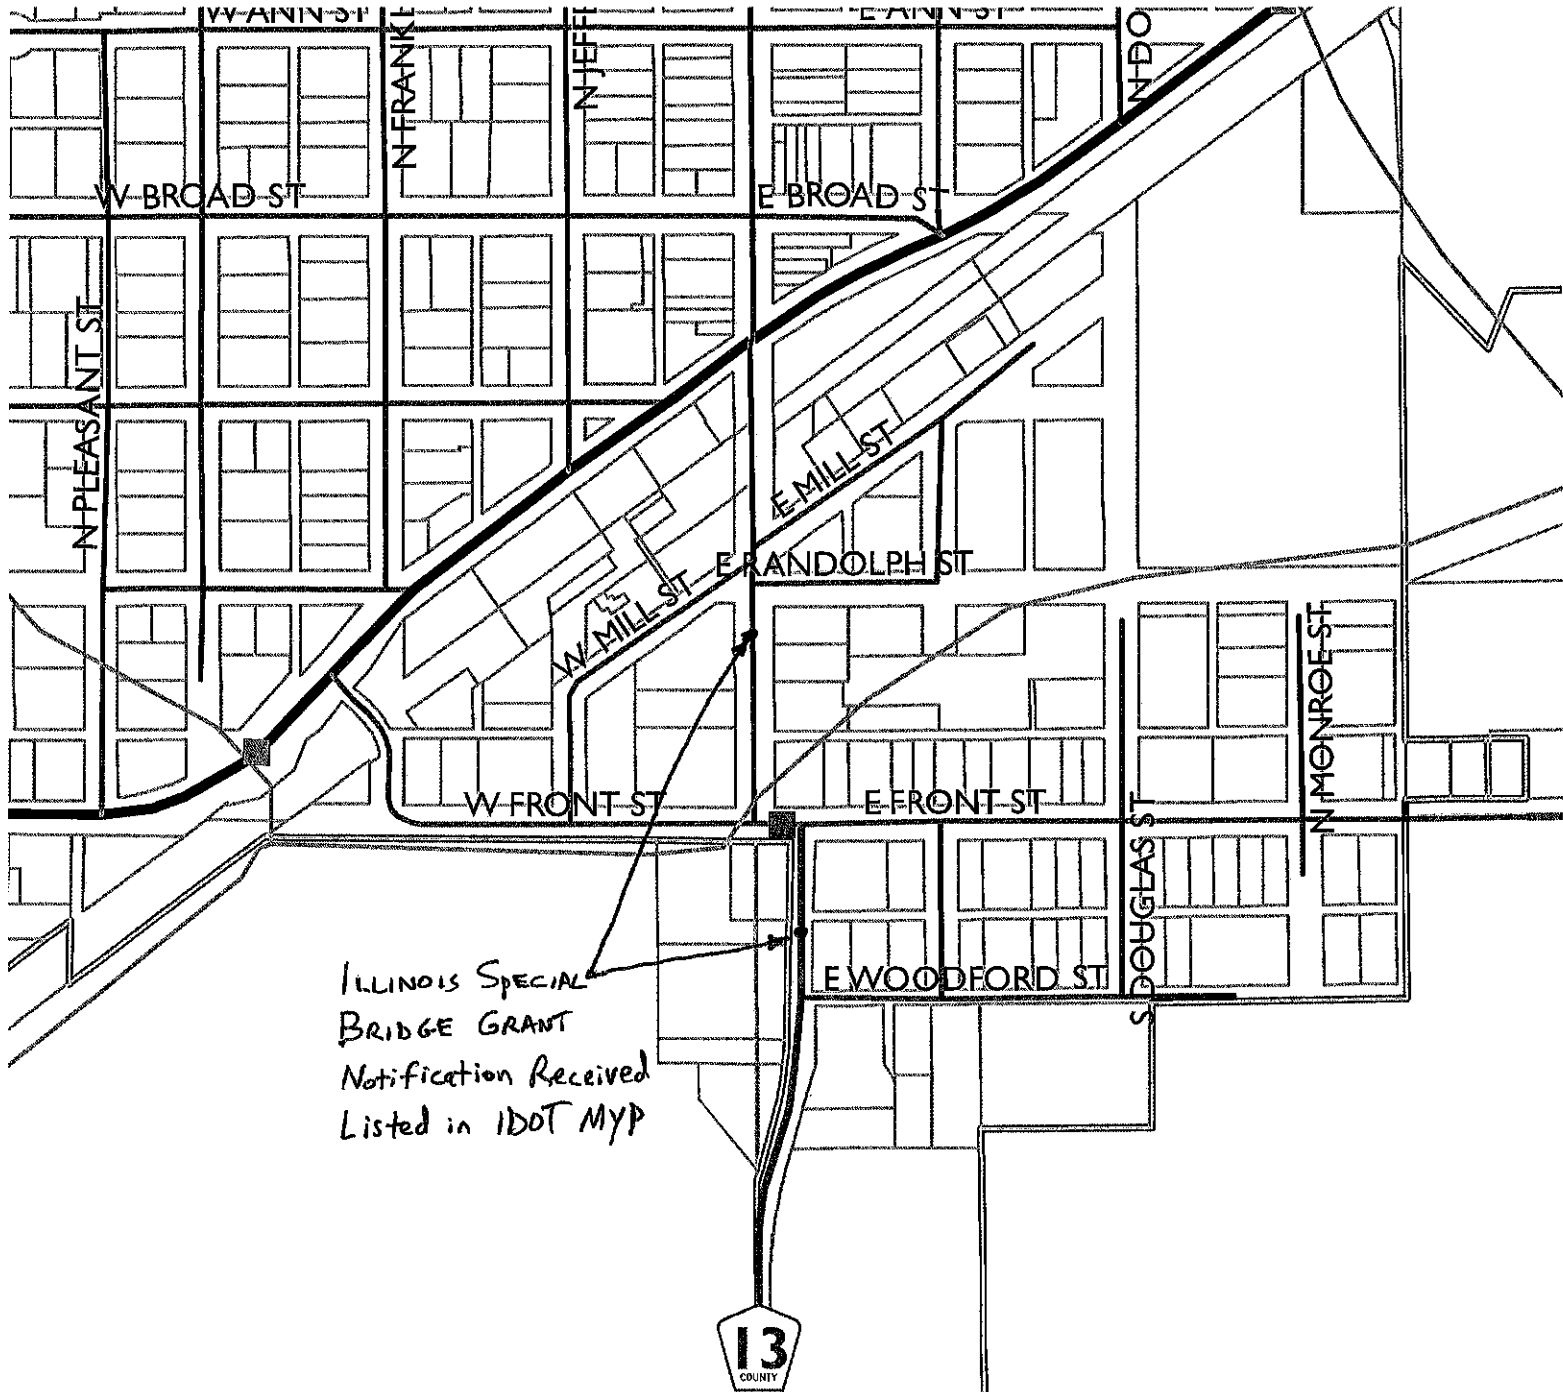 W ANN ST
E ANN ST
N FRANKL
N JEFFE
N DO
W BROAD ST
E BROAD ST
N PLEASANT ST
E MILL ST
E RANDOLPH ST
W MILL ST
N MONROE ST
W FRONT ST
E FRONT ST
S DOUGLAS ST
E WOODFORD ST
ILLINOIS SPECIAL
BRIDGE GRANT
Notification Received
Listed in IDOT MYP
13
COUNTY